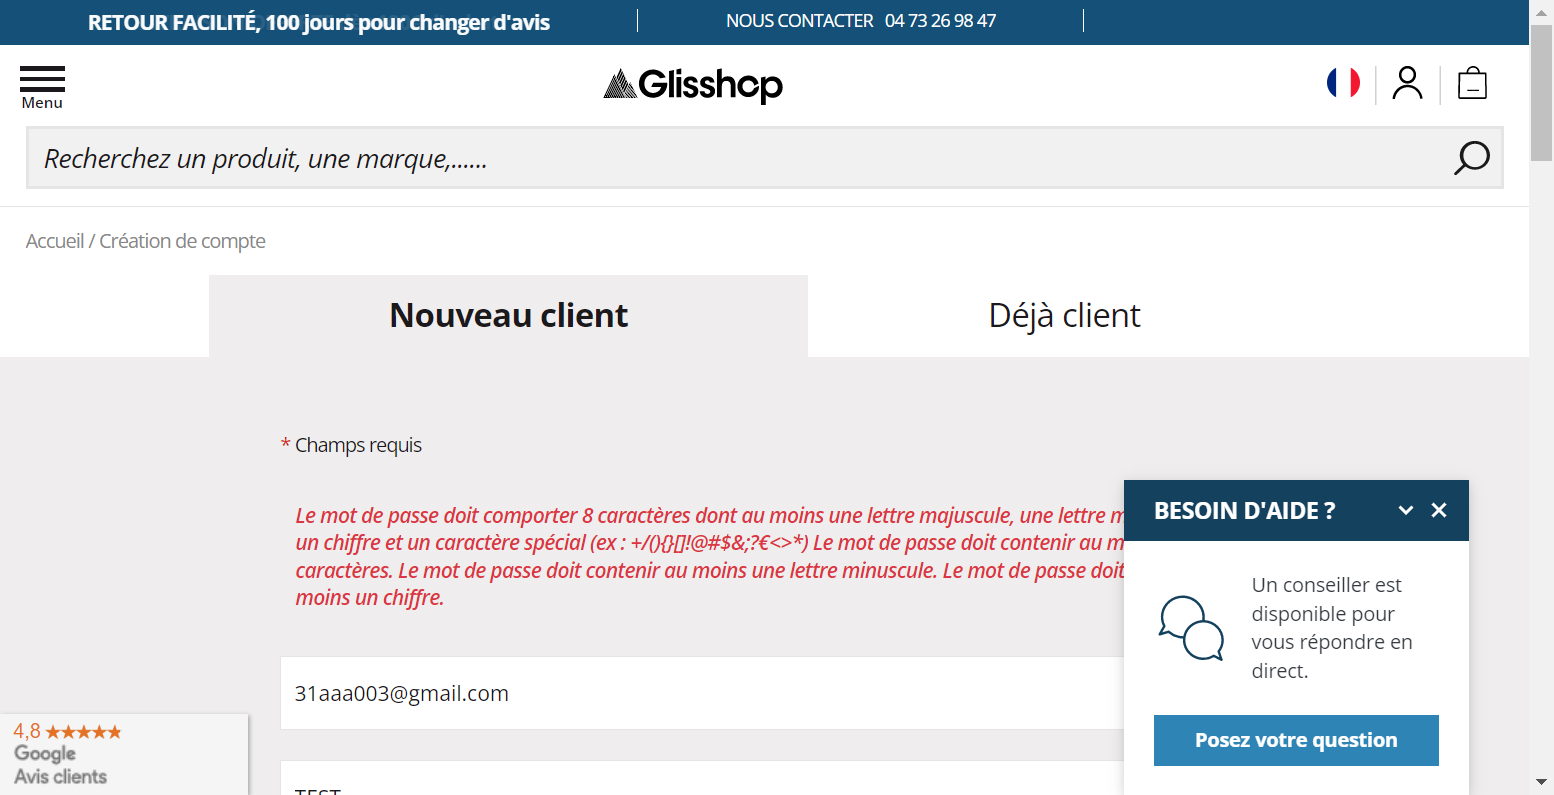 RETOUR FACILITÉ, 100 jours pour changer d'avis
NOUS CONTACTER 04 73 26 98 47
Menu
Glisshop
Recherchez un produit, une marque,......
Accueil / Création de compte
Nouveau client
Déjà client
* Champs requis
Le mot de passe doit comporter 8 caractères dont au moins une lettre majuscule, une lettre m
un chiffre et un caractère spécial (ex : +/(){}[]!@#$&;?€<>*) Le mot de passe doit contenir au m
caractères. Le mot de passe doit contenir au moins une lettre minuscule. Le mot de passe doit
moins un chiffre.
31aaa003@gmail.com
TEST
BESOIN D'AIDE ?
Un conseiller est
disponible pour
vous répondre en
direct.
Posez votre question
4,8
Google
Avis clients